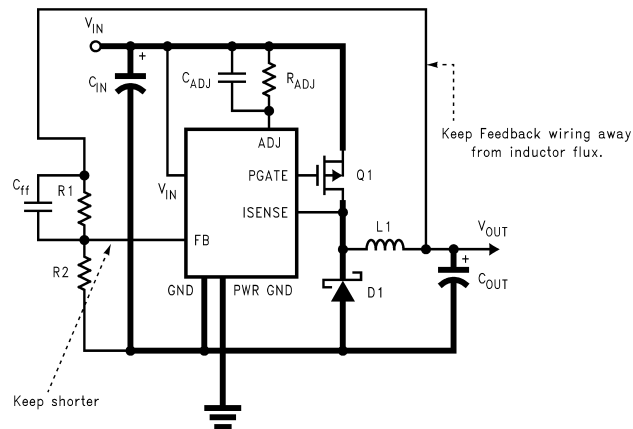 VIN
+
CIN
CADJ
RADJ
ADJ
Keep Feedback wiring away
from inductor flux.
PGATE
Q1
Cff
R1
VIN
ISENSE
L1
VOUT
FB
+
R2
GND
PWR GND
D1
COUT
Keep shorter